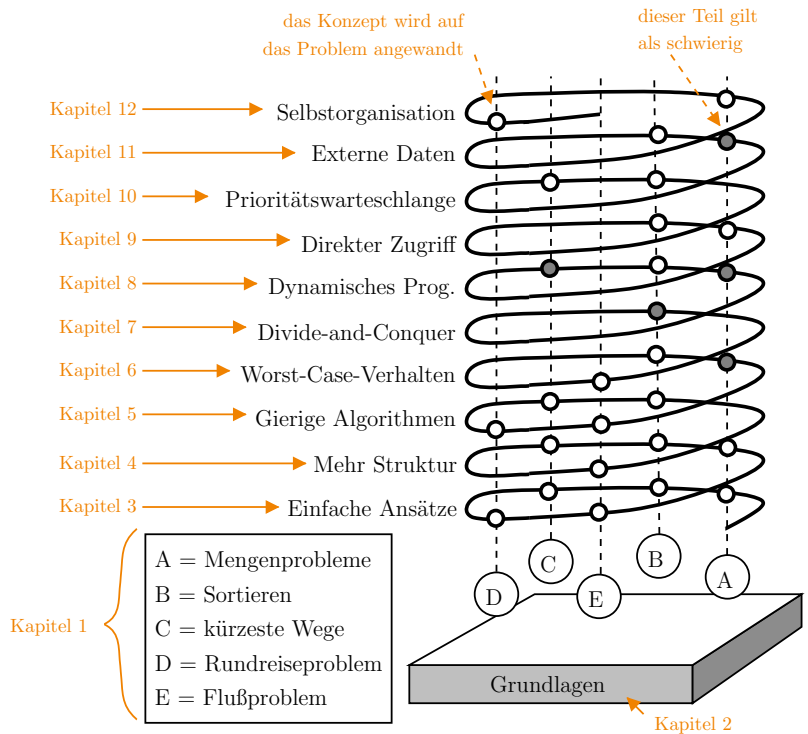 das Konzept wird auf
das Problem angewandt
dieser Teil gilt
als schwierig
Kapitel 12 Selbstorganisation
Kapitel 11 Externe Daten
Kapitel 10 Prioritätswarteschlange
Kapitel 9 Direkter Zugriff
Kapitel 8 Dynamisches Prog.
Kapitel 7 Divide-and-Conquer
Kapitel 6 Worst-Case-Verhalten
Kapitel 5 Gierige Algorithmen
Kapitel 4 Mehr Struktur
Kapitel 3 Einfache Ansätze
Kapitel 1
A = Mengenprobleme
B = Sortieren
C = kürzeste Wege
D = Rundreiseproblem
E = Flußproblem
D
C
E
B
A
Grundlagen
Kapitel 2